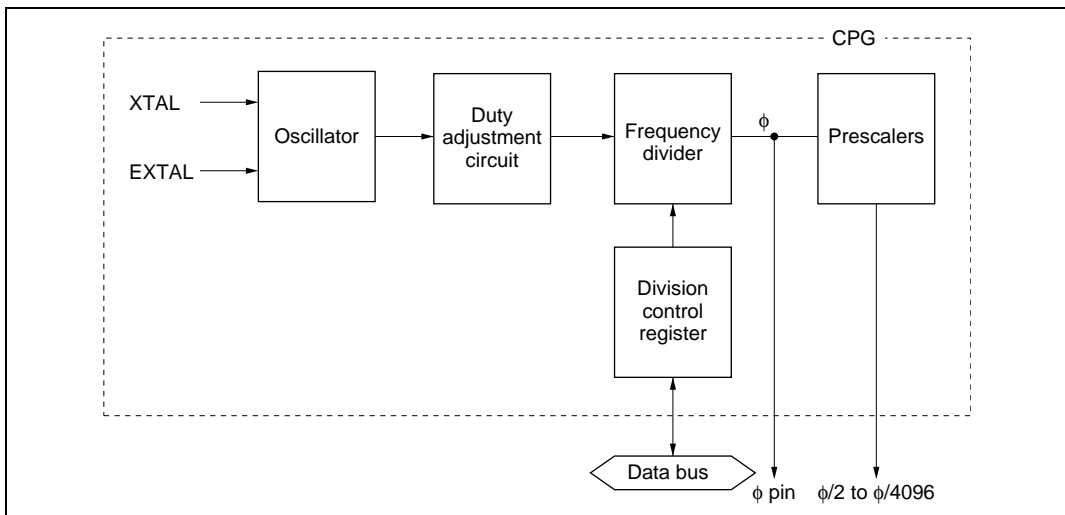 CPG
XTAL
EXTAL
Oscillator
Duty
adjustment
circuit
Frequency
divider
ϕ
Prescalers
Division
control
register
Data bus
ϕ pin
ϕ/2 to ϕ/4096